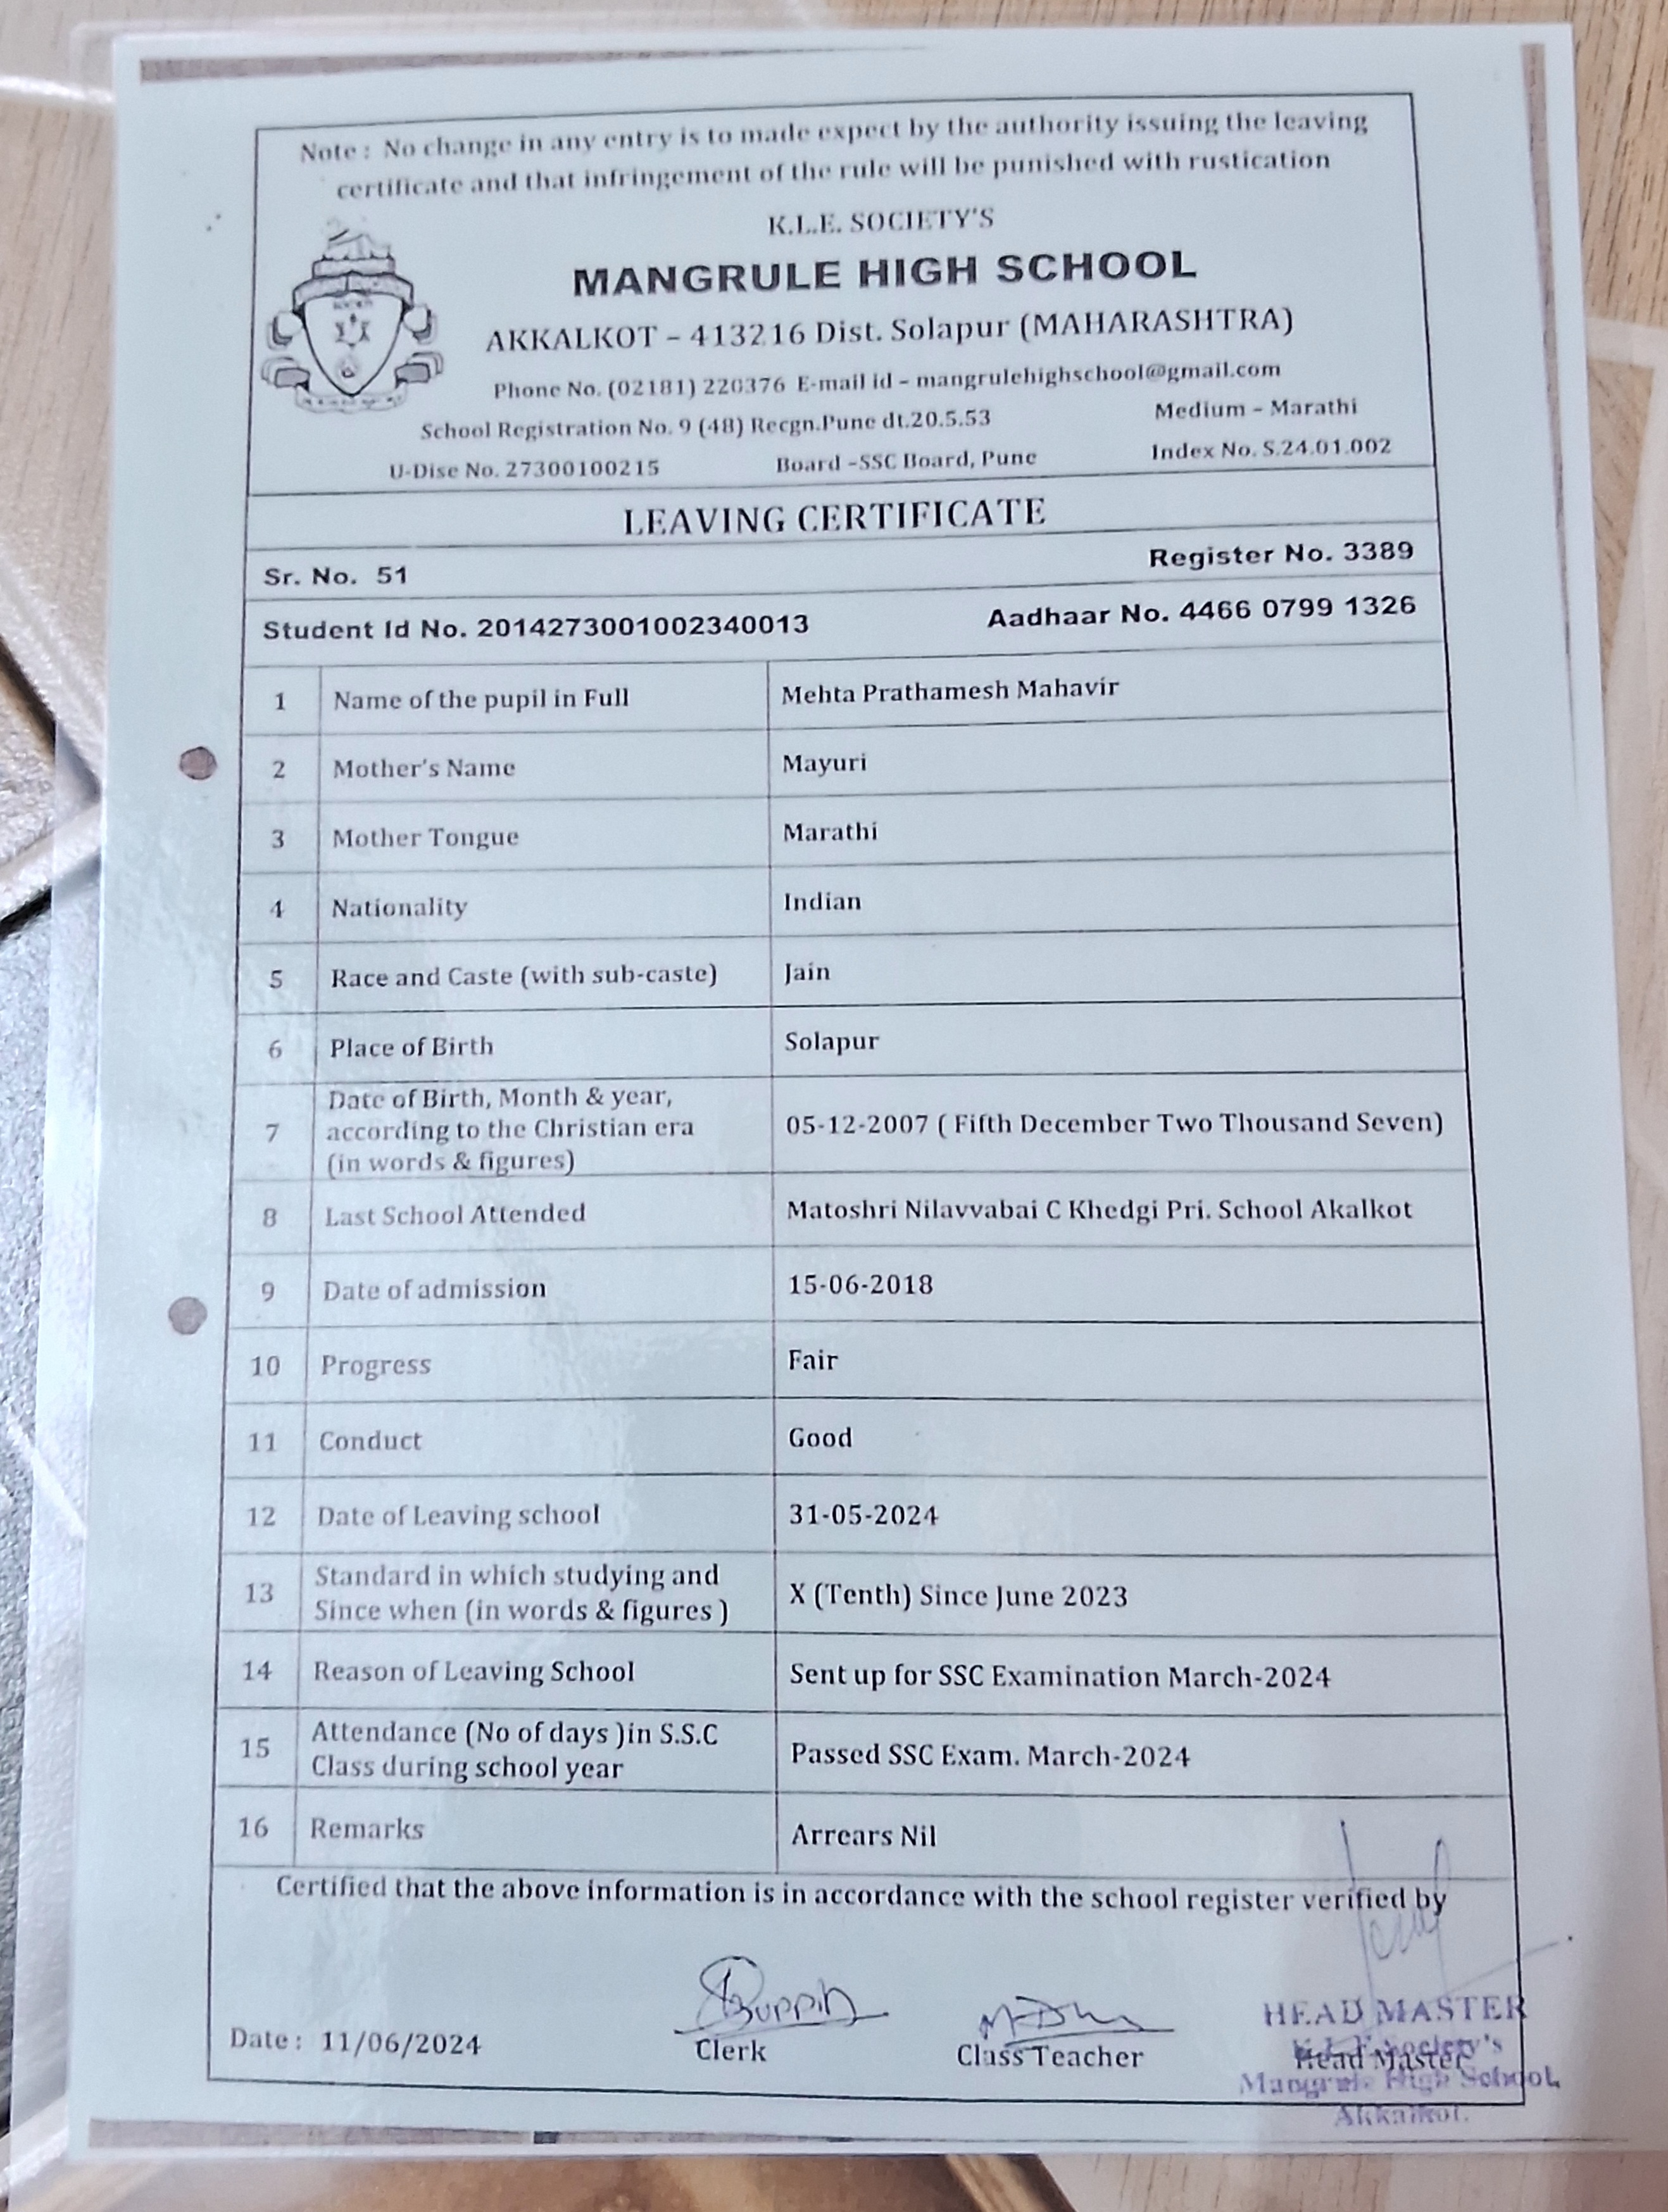 Note : No change in any entry is to made expect by the authority issuing the leaving
certificate and that infringement of the rule will be punished with rustication
K.L.E. SOCIETY'S
MANGRULE HIGH SCHOOL
AKKALKOT – 413216 Dist. Solapur (MAHARASHTRA)
Phone No. (02181) 220376 E-mail id – mangrulehighschool@gmail.com
School Registration No. 9 (48) Recgn.Pune dt.20.5.53 Medium – Marathi
U-Dise No. 27300100215 Board –SSC Board, Pune Index No. S.24.01.002
LEAVING CERTIFICATE
Sr. No. 51 Register No. 3389
Student Id No. 2014273001002340013 Aadhaar No. 4466 0799 1326
1 Name of the pupil in Full Mehta Prathamesh Mahavir
2 Mother's Name Mayuri
3 Mother Tongue Marathi
4 Nationality Indian
5 Race and Caste (with sub-caste) Jain
6 Place of Birth Solapur
7 Date of Birth, Month & year,
according to the Christian era
(in words & figures) 05-12-2007 ( Fifth December Two Thousand Seven)
8 Last School Attended Matoshri Nilavvabai C Khedgi Pri. School Akalkot
9 Date of admission 15-06-2018
10 Progress Fair
11 Conduct Good
12 Date of Leaving school 31-05-2024
13 Standard in which studying and
Since when (in words & figures ) X (Tenth) Since June 2023
14 Reason of Leaving School Sent up for SSC Examination March-2024
15 Attendance (No of days )in S.S.C
Class during school year Passed SSC Exam. March-2024
16 Remarks Arrears Nil
Certified that the above information is in accordance with the school register verified by
Date : 11/06/2024 Clerk Class Teacher Head Master
HEAD MASTER
K.L.E Society's
Mangrule High School,
Akkalkot.